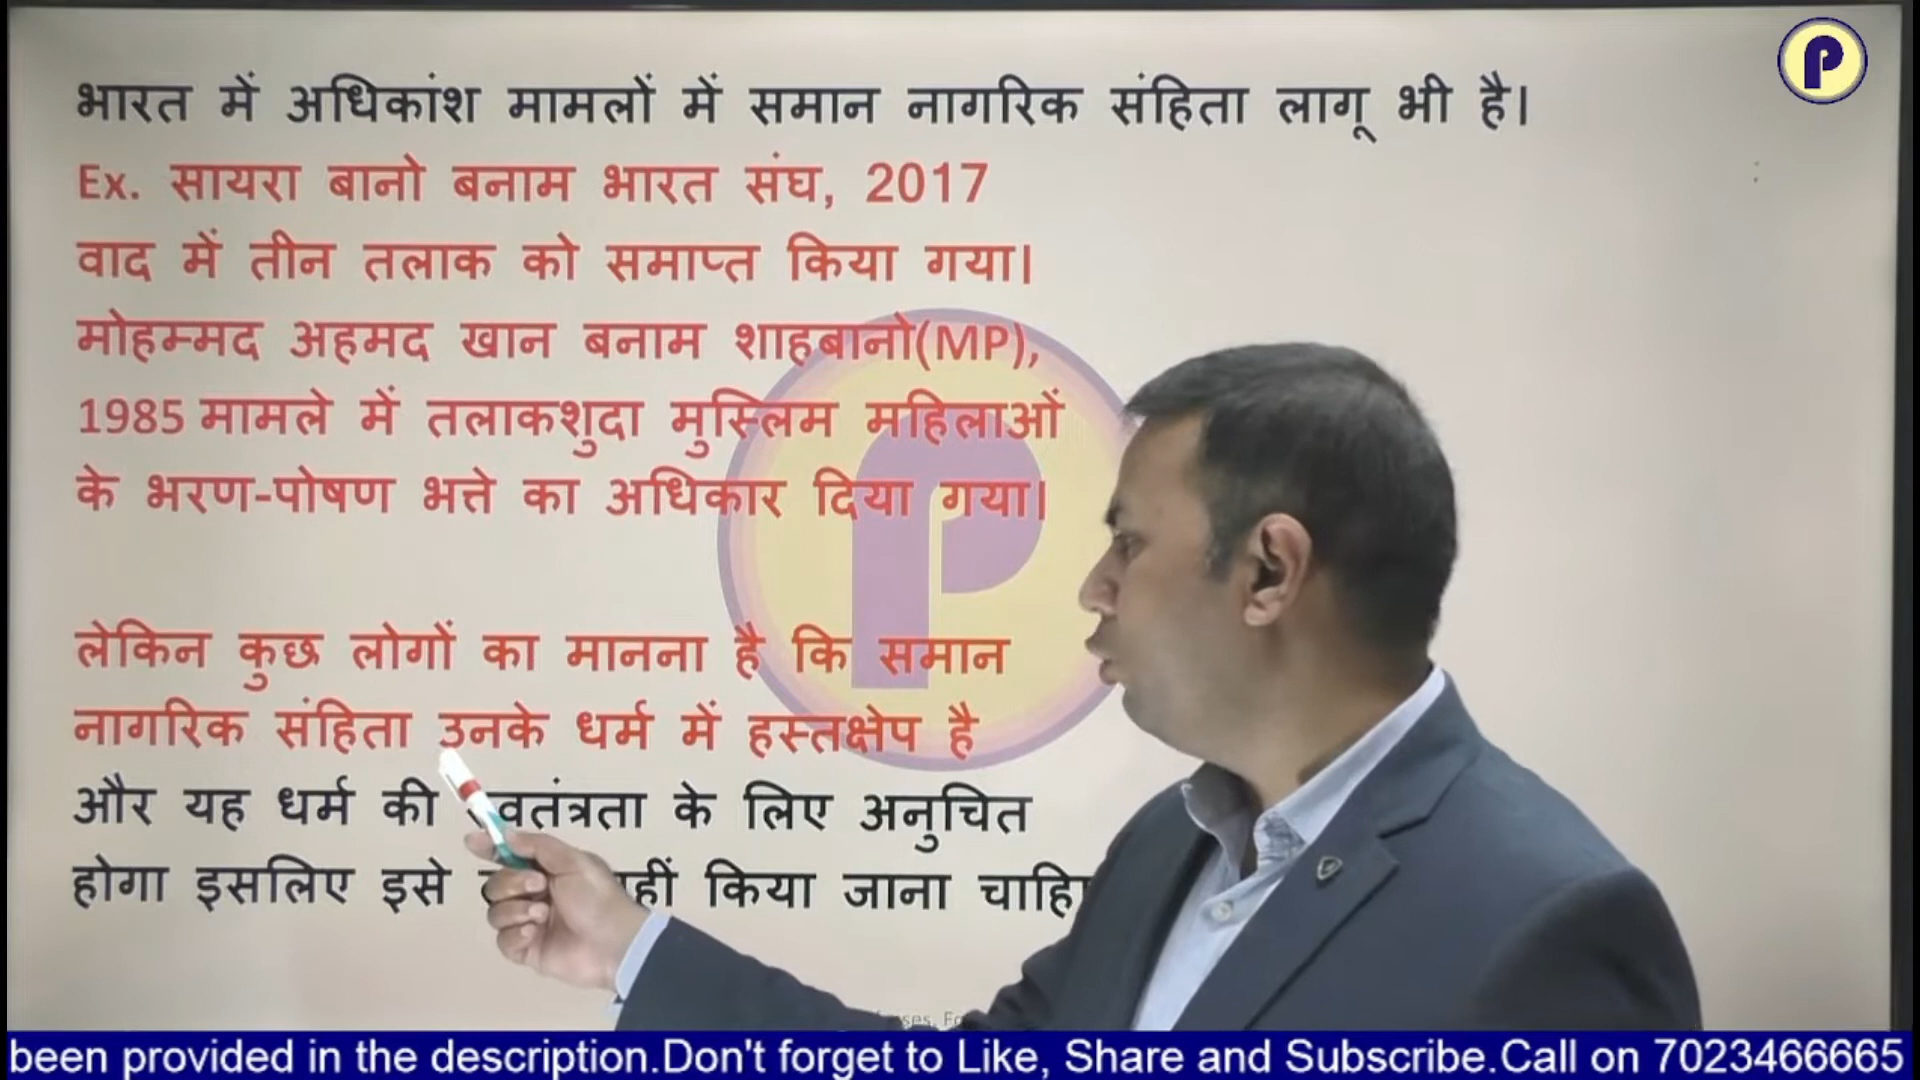 भारत में अधिकांश मामलों में समान नागरिक संहिता लागू भी है।
Ex. सायरा बानो बनाम भारत संघ, 2017
वाद में तीन तलाक को समाप्त किया गया।
मोहम्मद अहमद खान बनाम शाहबानो(MP),
1985 मामले में तलाकशुदा मुस्लिम महिलाओं
के भरण-पोषण भत्ते का अधिकार दिया गया।
लेकिन कुछ लोगों का मानना है कि समान
नागरिक संहिता उनके धर्म में हस्तक्षेप है
और यह धर्म की वतंत्रता के लिए अनुचित
होगा इसलिए इसे किया जाना
been provided in the description.Don't forget to Like, Share and Subscribe.Call on 7023466665